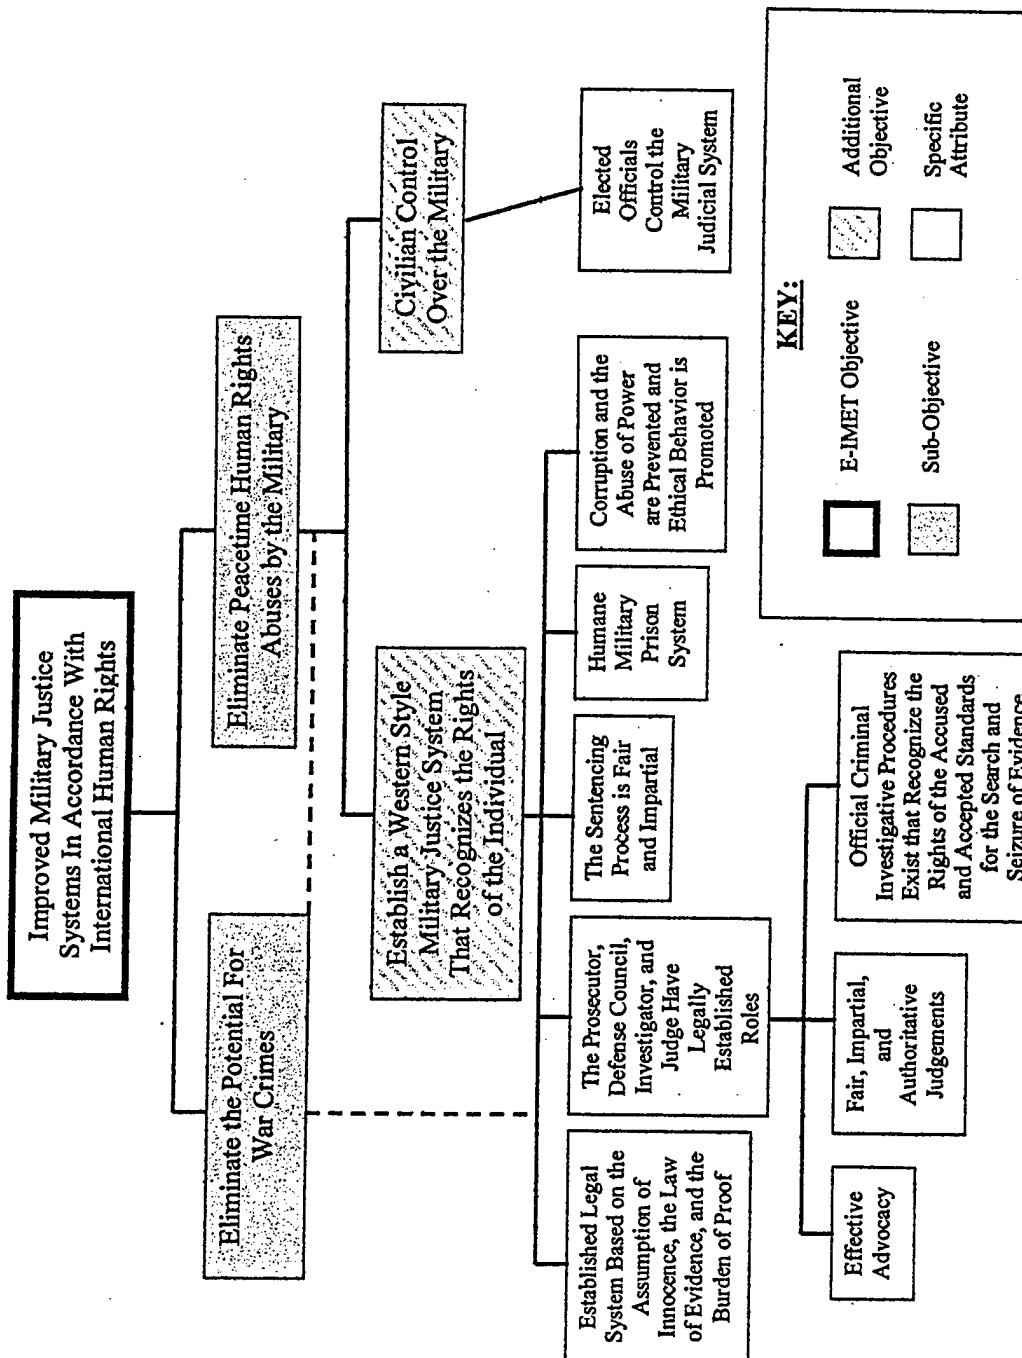 Improved Military Justice
Systems In Accordance With
International Human Rights
Eliminate the Potential For
War Crimes
Eliminate Peacetime Human Rights
Abuses by the Military
Establish a Western Style
Military Justice System
That Recognizes the Rights
of the Individual
Civilian Control
Over the Military
Established Legal
System Based on the
Assumption of
Innocence, the Law
of Evidence, and the
Burden of Proof
The Prosecutor,
Defense Council,
Investigator, and
Judge Have
Legally
Established
Roles
The Sentencing
Process is Fair
and Impartial
Humane
Military
Prison
System
Corruption and the
Abuse of Power
are Prevented and
Ethical Behavior is
Promoted
Elected
Officials
Control the
Military
Judicial System
Effective
Advocacy
Fair, Impartial,
and
Authoritative
Judgements
Official Criminal
Investigative Procedures
Exist that Recognize the
Rights of the Accused
and Accepted Standards
for the Search and
Seizure of Evidence
KEY:
E-IMET Objective
Additional
Objective
Sub-Objective
Specific
Attribute